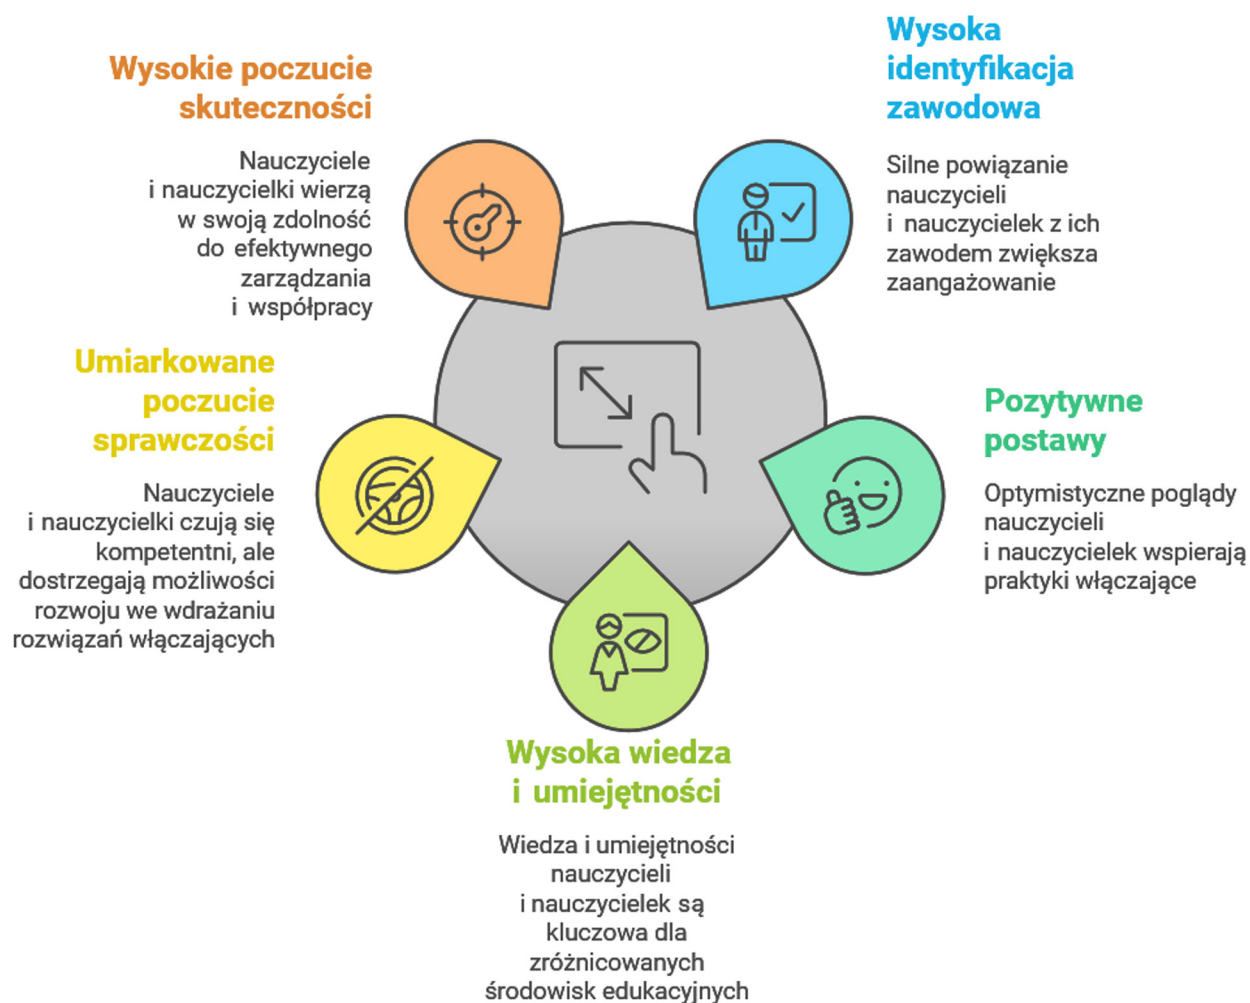 Wysokie poczucie
skuteczności
Nauczyciele
i nauczycielki wierzą
w swoją zdolność
do efektywnego
zarządzania
i współpracy
Wysoka
identyfikacja
zawodowa
Silne powiązanie
nauczycieli
i nauczycielek z ich
zawodem zwiększa
zaangażowanie
Umiarkowane
poczucie
sprawczości
Nauczyciele
i nauczycielki czują się
kompetentni, ale
dostrzegają możliwości
rozwoju we wdrażaniu
rozwiązań włączających
Pozytywne
postawy
Optymistyczne poglądy
nauczycieli
i nauczycielek wspierają
praktyki włączające
Wysoka wiedza
i umiejętności
Wiedza i umiejętności
nauczycieli
i nauczycielek są
kluczowa dla
zróżnicowanych
środowisk edukacyjnych